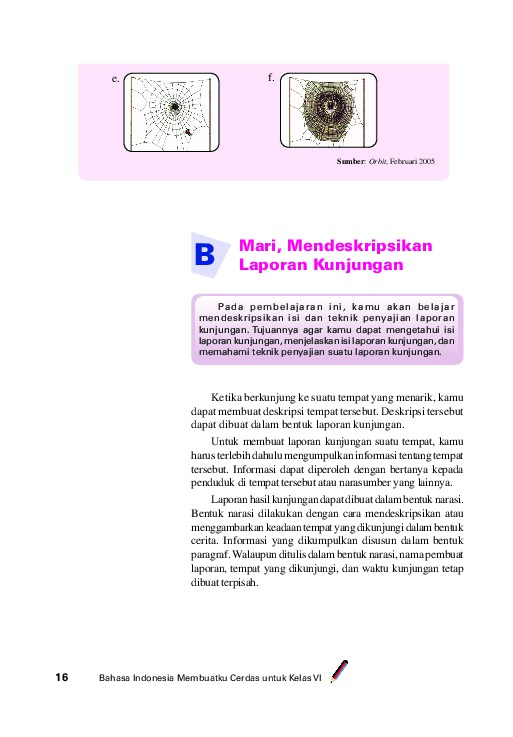 e.
f.
Sumber: Orbit, Februari 2005
B
Mari, Mendeskripsikan
Laporan Kunjungan
Pada pembelajaran ini, kamu akan belajar
mendeskripsikan isi dan teknik penyajian laporan
kunjungan. Tujuannya agar kamu dapat mengetahui isi
laporan kunjungan, menjelaskan isi laporan kunjungan, dan
memahami teknik penyajian suatu laporan kunjungan.
Ketika berkunjung ke suatu tempat yang menarik, kamu
dapat membuat deskripsi tempat tersebut. Deskripsi tersebut
dapat dibuat dalam bentuk laporan kunjungan.
Untuk membuat laporan kunjungan suatu tempat, kamu
harus terlebih dahulu mengumpulkan informasi tentang tempat
tersebut. Informasi dapat diperoleh dengan bertanya kepada
penduduk di tempat tersebut atau narasumber yang lainnya.
Laporan hasil kunjungan dapat dibuat dalam bentuk narasi.
Bentuk narasi dilakukan dengan cara mendeskripsikan atau
menggambarkan keadaan tempat yang dikunjungi dalam bentuk
cerita. Informasi yang dikumpulkan disusun dalam bentuk
paragraf. Walaupun ditulis dalam bentuk narasi, nama pembuat
laporan, tempat yang dikunjungi, dan waktu kunjungan tetap
dibuat terpisah.
16 Bahasa Indonesia Membuatku Cerdas untuk Kelas VI